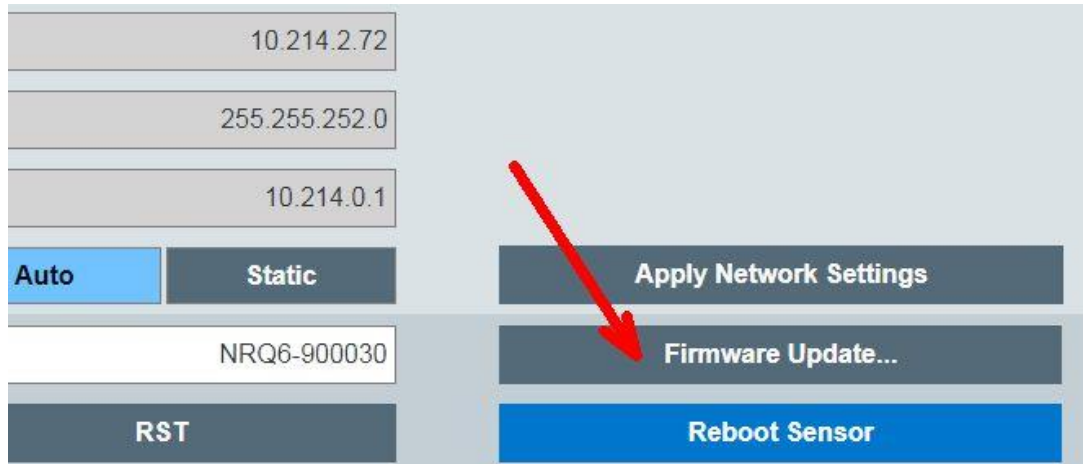 10.214.2.72
255.255.252.0
10.214.0.1
Auto Static Apply Network Settings
NRQ6-900030 Firmware Update...
RST Reboot Sensor